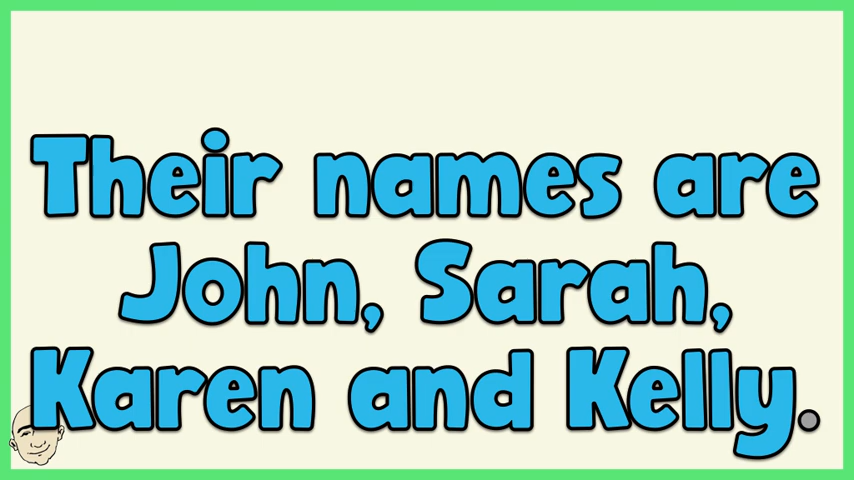 Their names are
John, Sarah,
Karen and Kelly.